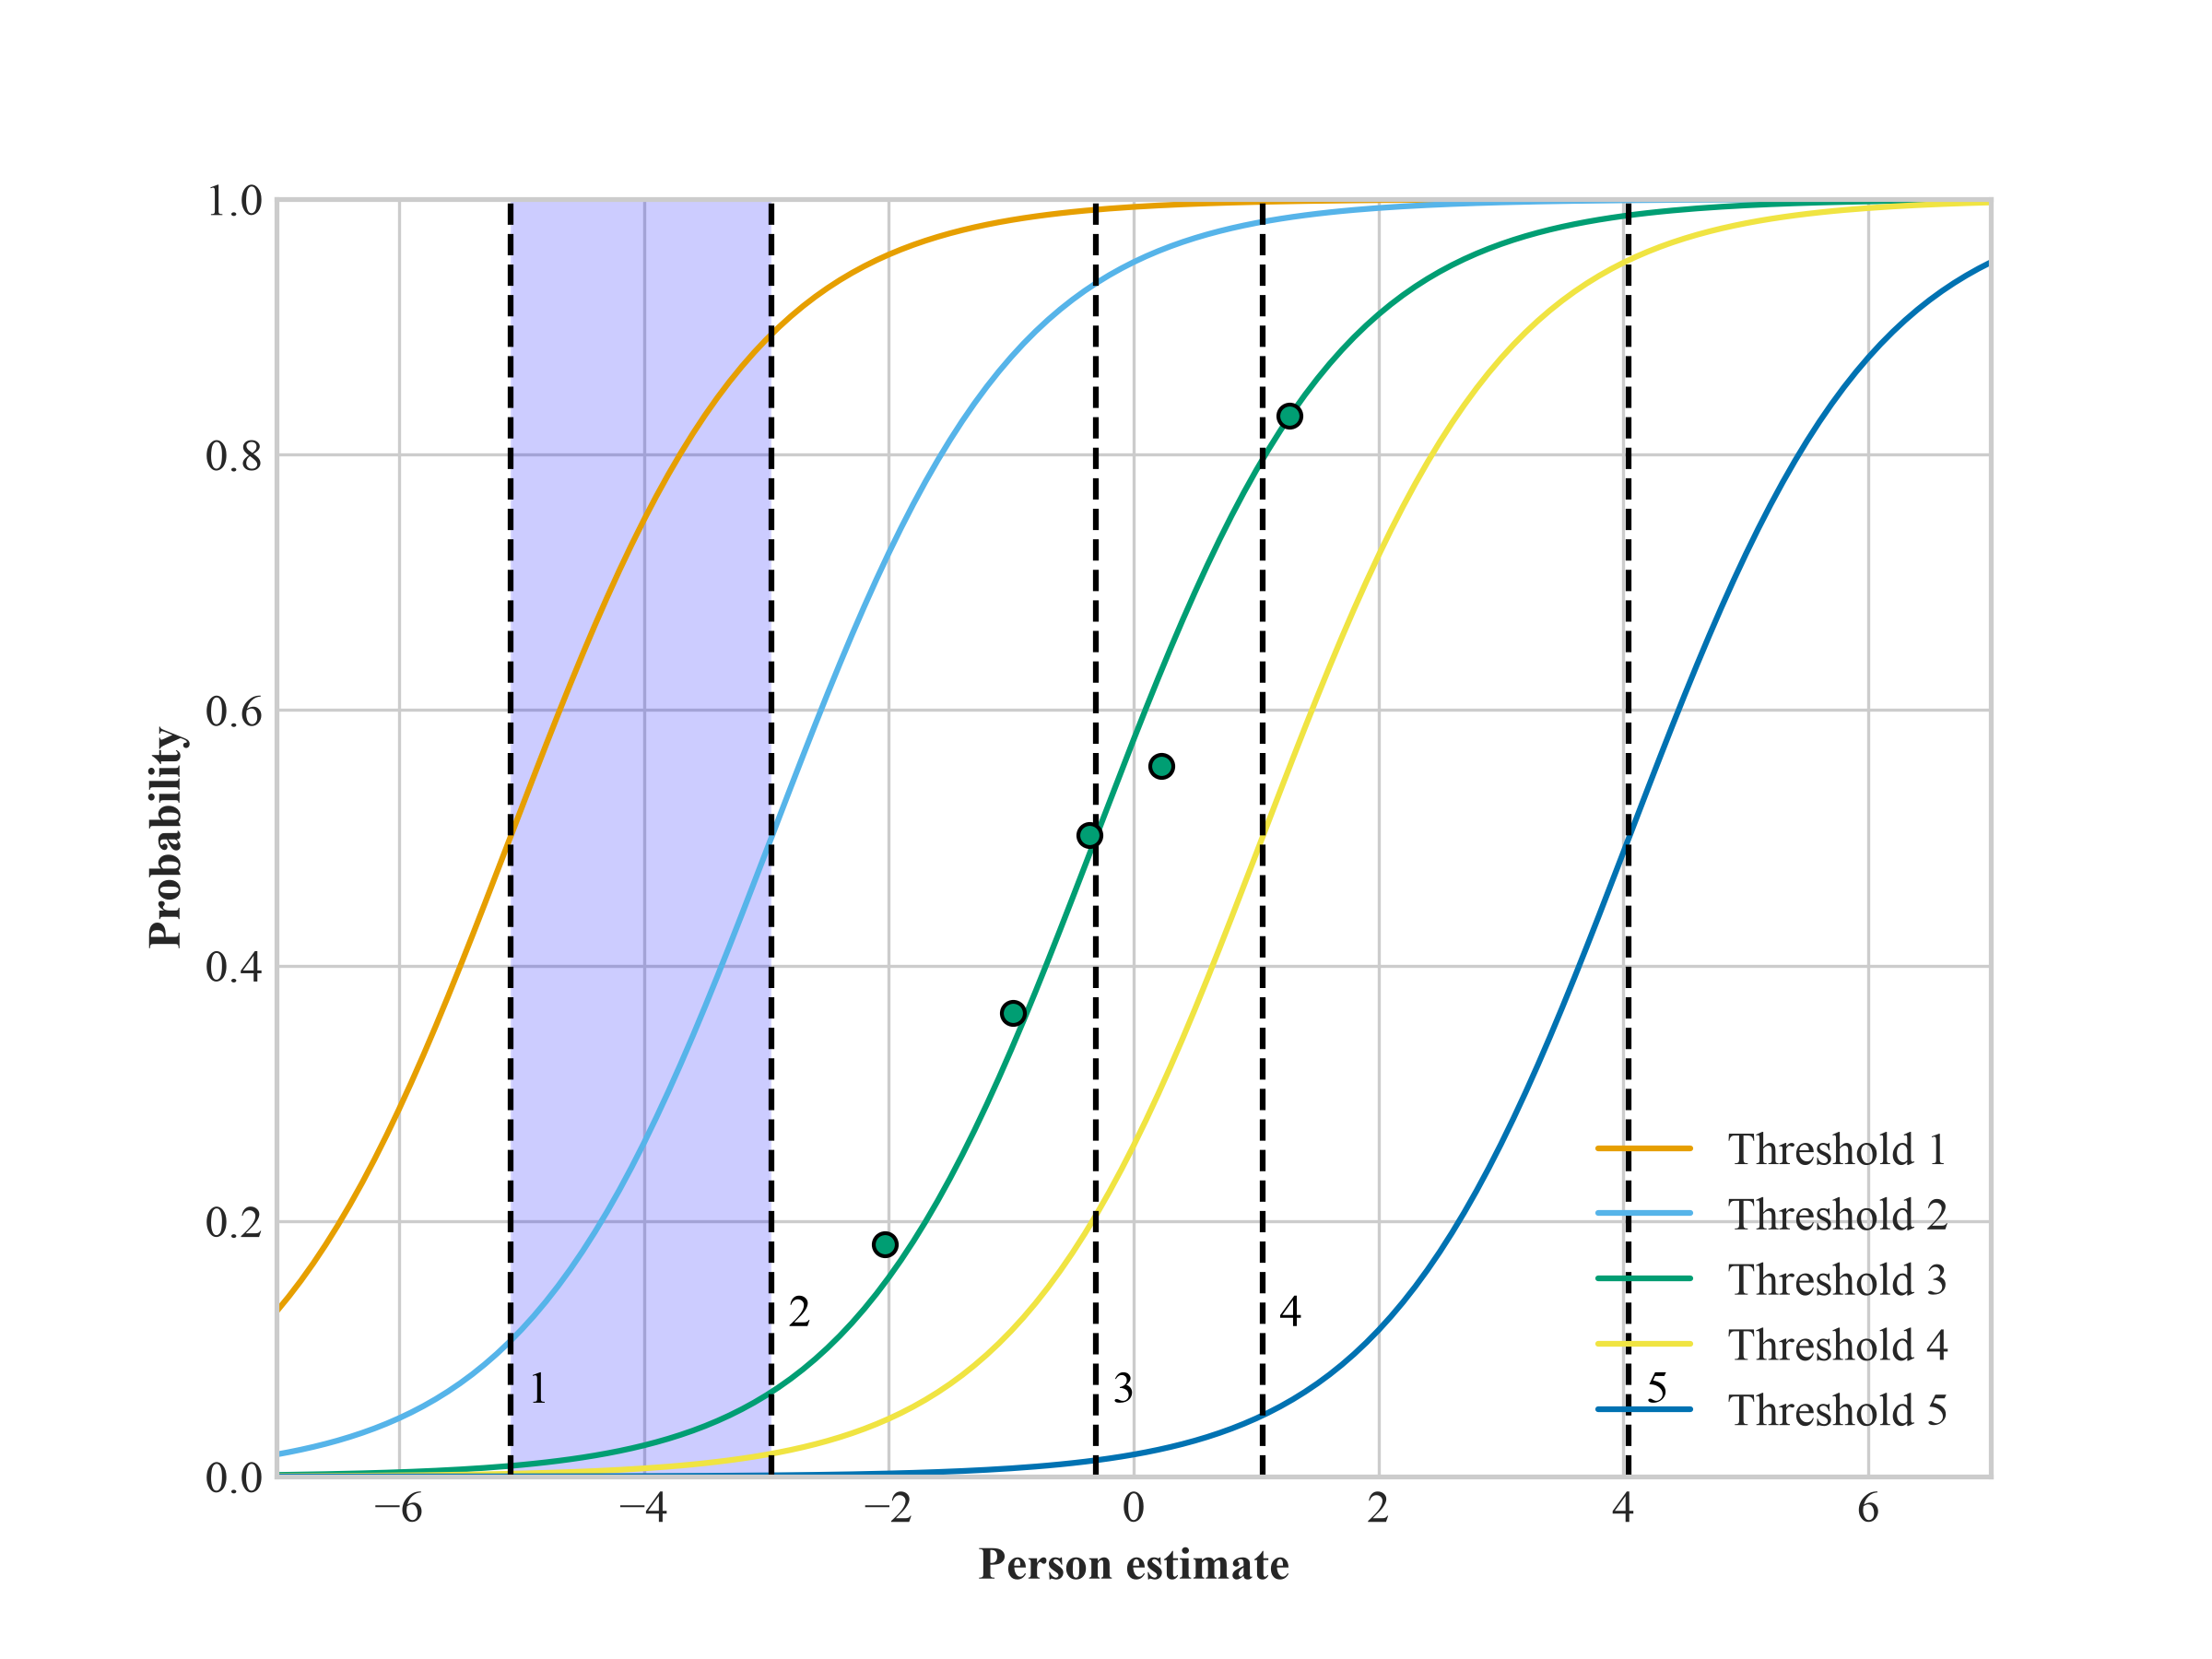 1.0
0.8
0.6
0.4
0.2
0.0
Probability
−6
−4
−2
0
2
4
6
Person estimate
1
2
3
4
5
Threshold 1
Threshold 2
Threshold 3
Threshold 4
Threshold 5